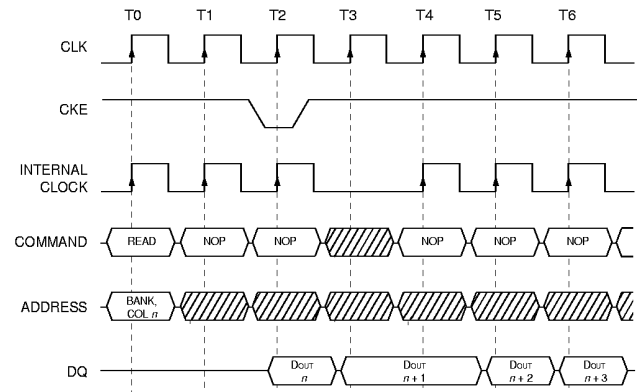 T0 T1 T2 T3 T4 T5 T6
CLK
CKE
INTERNAL
CLOCK
COMMAND READ NOP NOP NOP NOP NOP
ADDRESS BANK,
COL n
DQ DOUT DOUT DOUT DOUT
n n + 1 n + 2 n + 3